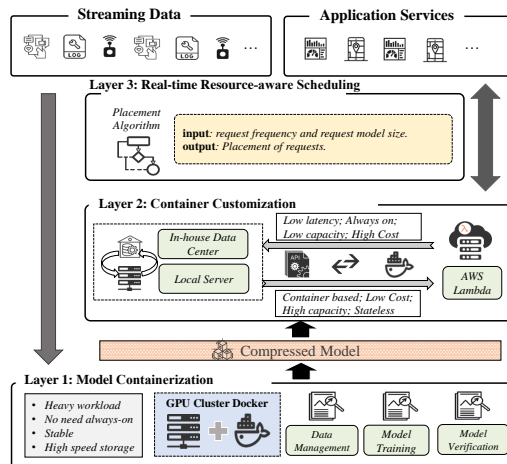 Streaming Data
Application Services
LOG
LOG
...
...
Layer 3: Real-time Resource-aware Scheduling
Placement
Algorithm
input: request frequency and request model size.
output: Placement of requests.
Layer 2: Container Customization
Low latency; Always on;
Low capacity; High Cost
In-house Data
Center
Local Server
API
AWS
Lambda
Container based; Low Cost;
High capacity; Stateless
Compressed Model
Layer 1: Model Containerization
• Heavy workload
• No need always-on
• Stable
• High speed storage
GPU Cluster Docker
Data
Management
Model
Training
Model
Verification